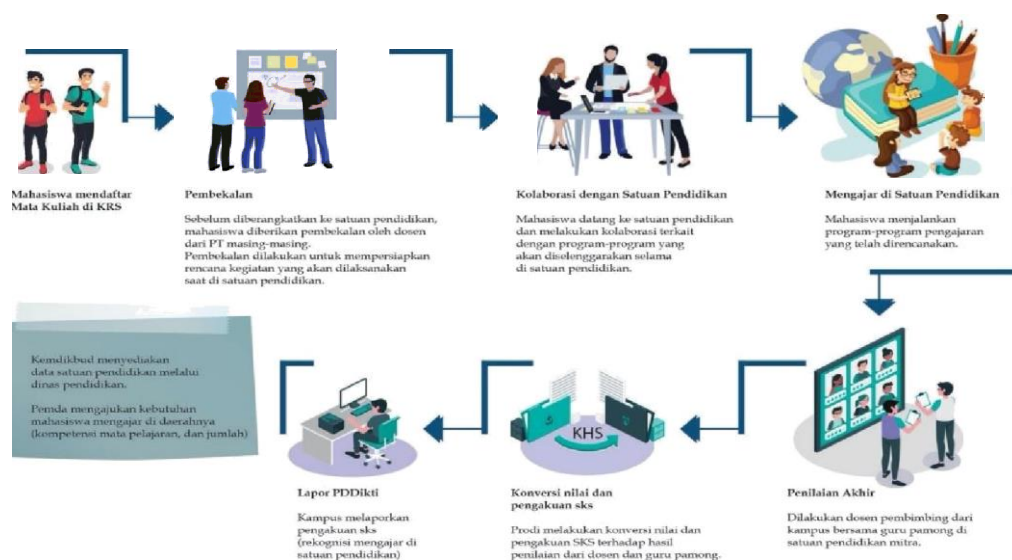 Mahasiswa mendaftar
Mata Kuliah di KRS
Pembekalan
Sebelum diberangkatkan ke satuan pendidikan,
mahasiswa diberikan pembekalan oleh dosen
dari PT masing-masing.
Pembekalan dilakukan untuk mempersiapkan
rencana kegiatan yang akan dilaksanakan
saat di satuan pendidikan.
Kolaborasi dengan Satuan Pendidikan
Mahasiswa datang ke satuan pendidikan
dan melakukan kolaborasi terkait
dengan program-program yang
akan diselenggarakan selama
di satuan pendidikan.
Mengajar di Satuan Pendidikan
Mahasiswa menjalankan
program-program pengajaran
yang telah direncanakan.
Penilaian Akhir
Dilakukan dosen pembimbing dari
kampus bersama guru pamong di
satuan pendidikan mitra.
KHS
Konversi nilai dan
pengakuan sks
Prodi melakukan konversi nilai dan
pengakuan SKS terhadap hasil
penilaian dari dosen dan guru pamong.
Lapor PDDikti
Kampus melaporkan
pengakuan sks
(rekognisi mengajar di
satuan pendidikan)
Kemdikbud menyediakan
data satuan pendidikan melalui
dinas pendidikan.
Pemda mengajukan kebutuhan
mahasiswa mengajar di daerahnya
(kompetensi mata pelajaran, dan jumlah)